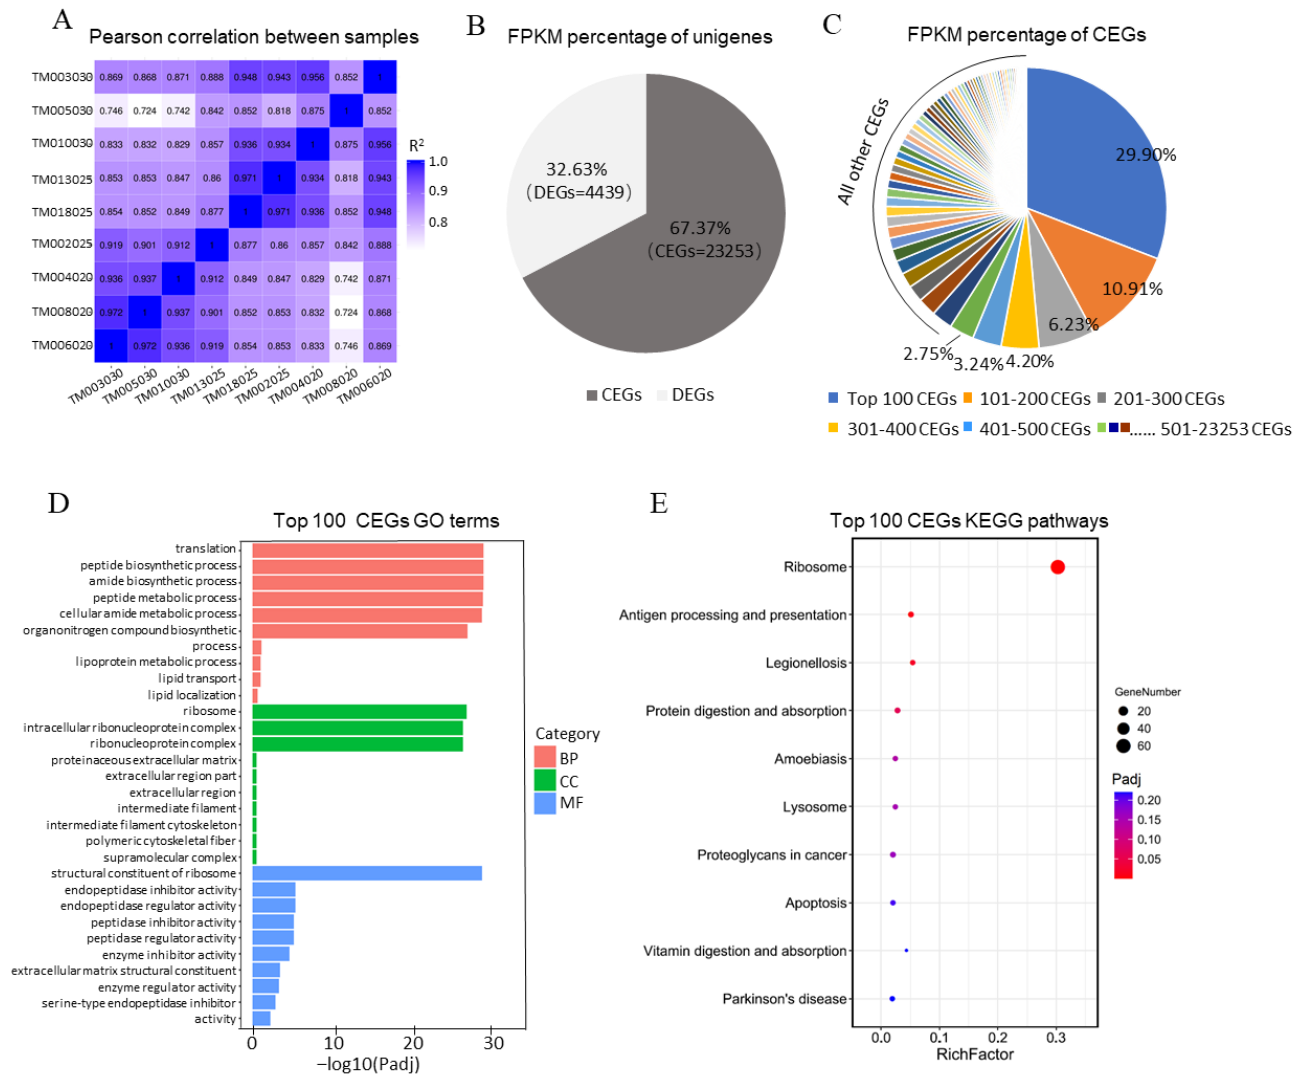 A
Pearson correlation between samples
TM003030 0.869 0.868 0.871 0.888 0.948 0.943 0.956 0.852 1
TM005030 0.746 0.724 0.742 0.842 0.852 0.818 0.875 1 0.852
TM010030 0.833 0.832 0.829 0.857 0.936 0.934 1 0.875 0.956
TM013025 0.853 0.853 0.847 0.86 0.971 1 0.934 0.818 0.943
TM018025 0.854 0.852 0.849 0.877 1 0.971 0.936 0.852 0.948
TM002025 0.919 0.901 0.912 1 0.877 0.86 0.857 0.842 0.888
TM004020 0.936 0.937 1 0.912 0.849 0.847 0.829 0.742 0.871
TM008020 0.972 1 0.937 0.901 0.852 0.853 0.832 0.724 0.868
TM006020 1 0.972 0.936 0.919 0.854 0.853 0.833 0.746 0.869
TM003030 TM005030 TM010030 TM013025 TM018025 TM002025 TM004020 TM008020 TM006020
R²
1.0
0.9
0.8
B
FPKM percentage of unigenes
32.63%
(DEGs=4439)
67.37%
(CEGs=23253)
CEGs DEGs
C
FPKM percentage of CEGs
All other CEGs
29.90%
10.91%
6.23%
4.20%
3.24%
2.75%
Top 100 CEGs 101-200 CEGs 201-300 CEGs
301-400 CEGs 401-500 CEGs ...... 501-23253 CEGs
D
Top 100 CEGs GO terms
translation
peptide biosynthetic process
amide biosynthetic process
peptide metabolic process
cellular amide metabolic process
organonitrogen compound biosynthetic
process
lipoprotein metabolic process
lipid transport
lipid localization
ribosome
intracellular ribonucleoprotein complex
ribonucleoprotein complex
proteinaceous extracellular matrix
extracellular region part
extracellular region
intermediate filament
intermediate filament cytoskeleton
polymeric cytoskeletal fiber
supramolecular complex
structural constituent of ribosome
endopeptidase inhibitor activity
endopeptidase regulator activity
peptidase inhibitor activity
peptidase regulator activity
enzyme inhibitor activity
extracellular matrix structural constituent
enzyme regulator activity
serine-type endopeptidase inhibitor
activity
0 10 20 30
−log10(Padj)
Category
BP
CC
MF
E
Top 100 CEGs KEGG pathways
Ribosome
Antigen processing and presentation
Legionellosis
Protein digestion and absorption
Amoebiasis
Lysosome
Proteoglycans in cancer
Apoptosis
Vitamin digestion and absorption
Parkinson's disease
0.0 0.1 0.2 0.3
RichFactor
GeneNumber
20
40
60
Padj
0.20
0.15
0.10
0.05